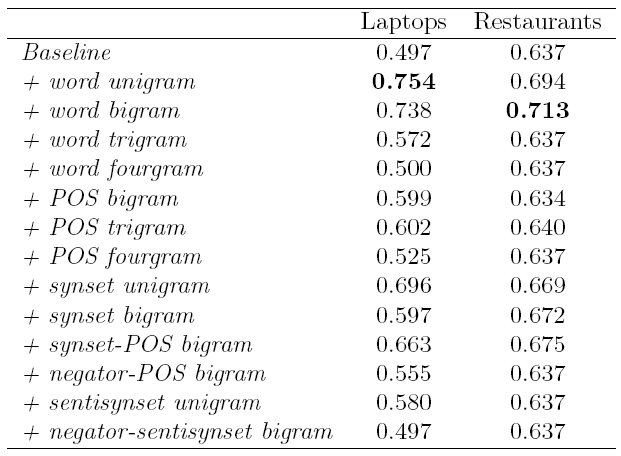 Laptops Restaurants
Baseline 0.497 0.637
+ word unigram 0.754 0.694
+ word bigram 0.738 0.713
+ word trigram 0.572 0.637
+ word fourgram 0.500 0.637
+ POS bigram 0.599 0.634
+ POS trigram 0.602 0.640
+ POS fourgram 0.525 0.637
+ synset unigram 0.696 0.669
+ synset bigram 0.597 0.672
+ synset-POS bigram 0.663 0.675
+ negator-POS bigram 0.555 0.637
+ sentisynset unigram 0.580 0.637
+ negator-sentisynset bigram 0.497 0.637